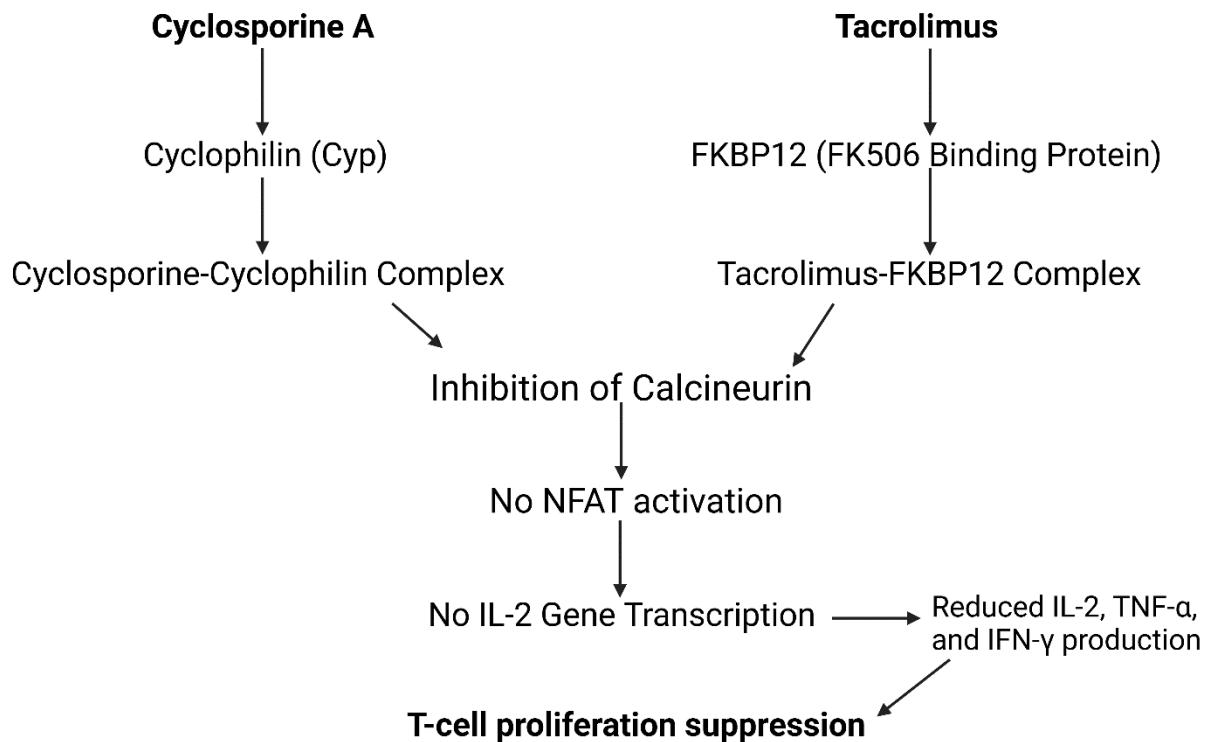 Cyclosporine A
Tacrolimus
Cyclophilin (Cyp)
FKBP12 (FK506 Binding Protein)
Cyclosporine-Cyclophilin Complex
Tacrolimus-FKBP12 Complex
Inhibition of Calcineurin
No NFAT activation
No IL-2 Gene Transcription
Reduced IL-2, TNF-α,
and IFN-γ production
T-cell proliferation suppression